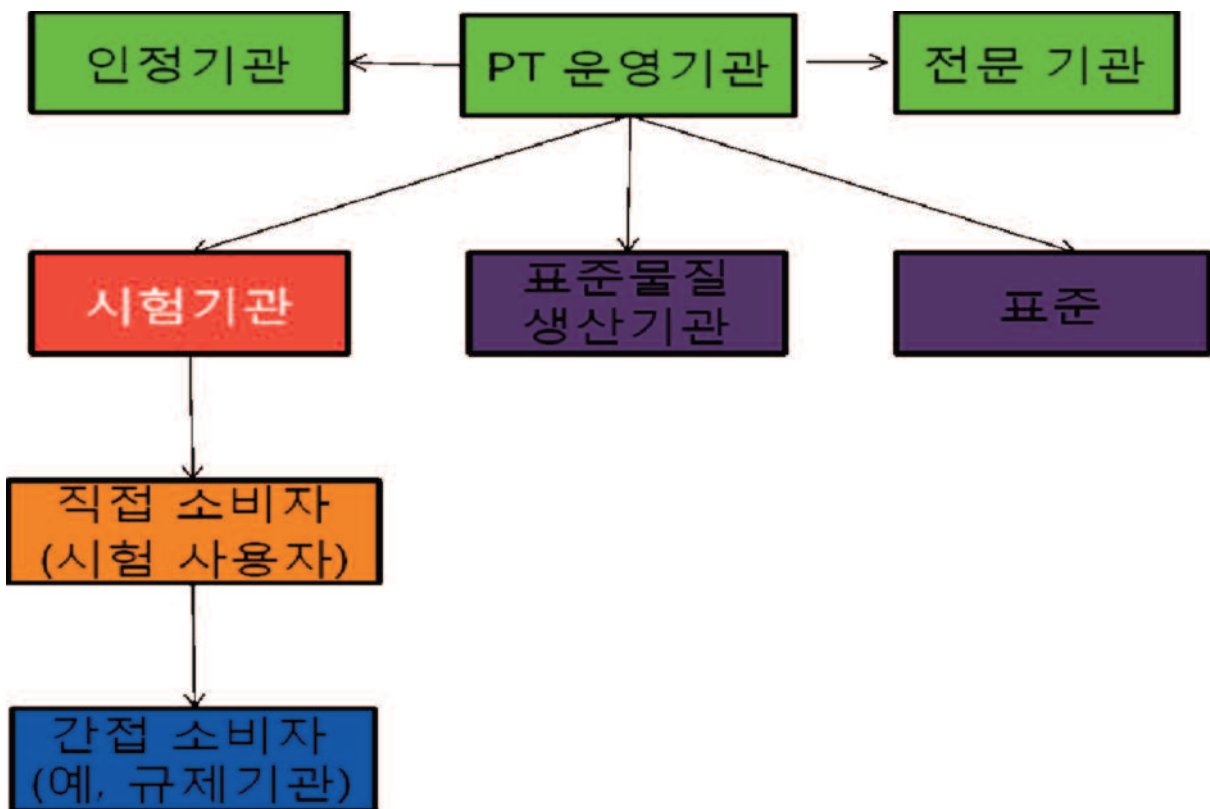 인정기관
PT 운영기관
전문 기관
시험기관
표준물질
생산기관
표준
직접 소비자
(시험 사용자)
간접 소비자
(예, 규제기관)